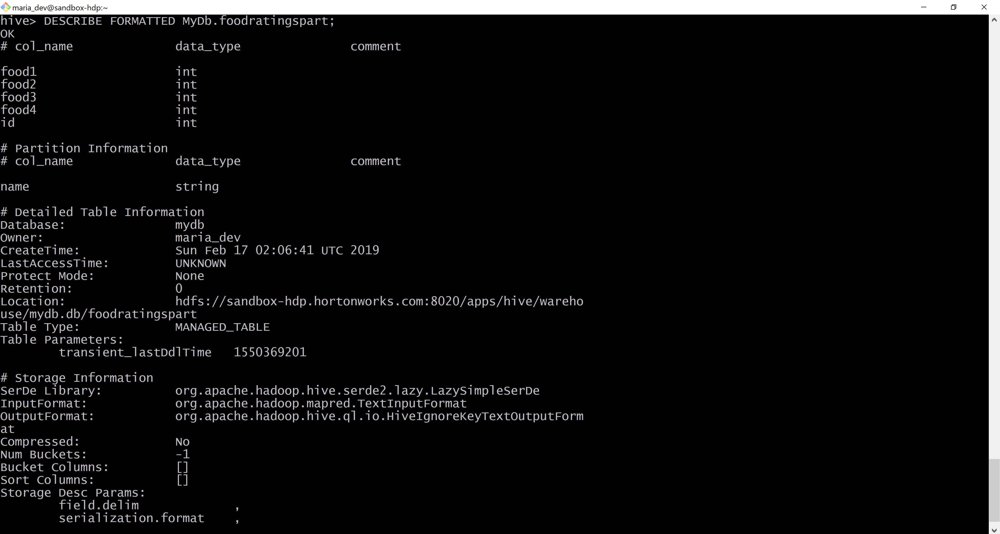 maria_dev@sandbox-hdp:~
hive> DESCRIBE FORMATTED MyDb.foodratingspart;
OK
# col_name data_type comment
food1 int
food2 int
food3 int
food4 int
id int
# Partition Information
# col_name data_type comment
name string
# Detailed Table Information
Database: mydb
Owner: maria_dev
CreateTime: Sun Feb 17 02:06:41 UTC 2019
LastAccessTime: UNKNOWN
Protect Mode: None
Retention: 0
Location: hdfs://sandbox-hdp.hortonworks.com:8020/apps/hive/wareho
use/mydb.db/foodratingspart
Table Type: MANAGED_TABLE
Table Parameters:
transient_lastDdlTime 1550369201
# Storage Information
SerDe Library: org.apache.hadoop.hive.serde2.lazy.LazySimpleSerDe
InputFormat: org.apache.hadoop.mapred.TextInputFormat
OutputFormat: org.apache.hadoop.hive.ql.io.HiveIgnoreKeyTextOutputForm
at
Compressed: No
Num Buckets: -1
Bucket Columns: []
Sort Columns: []
Storage Desc Params:
field.delim ,
serialization.format ,